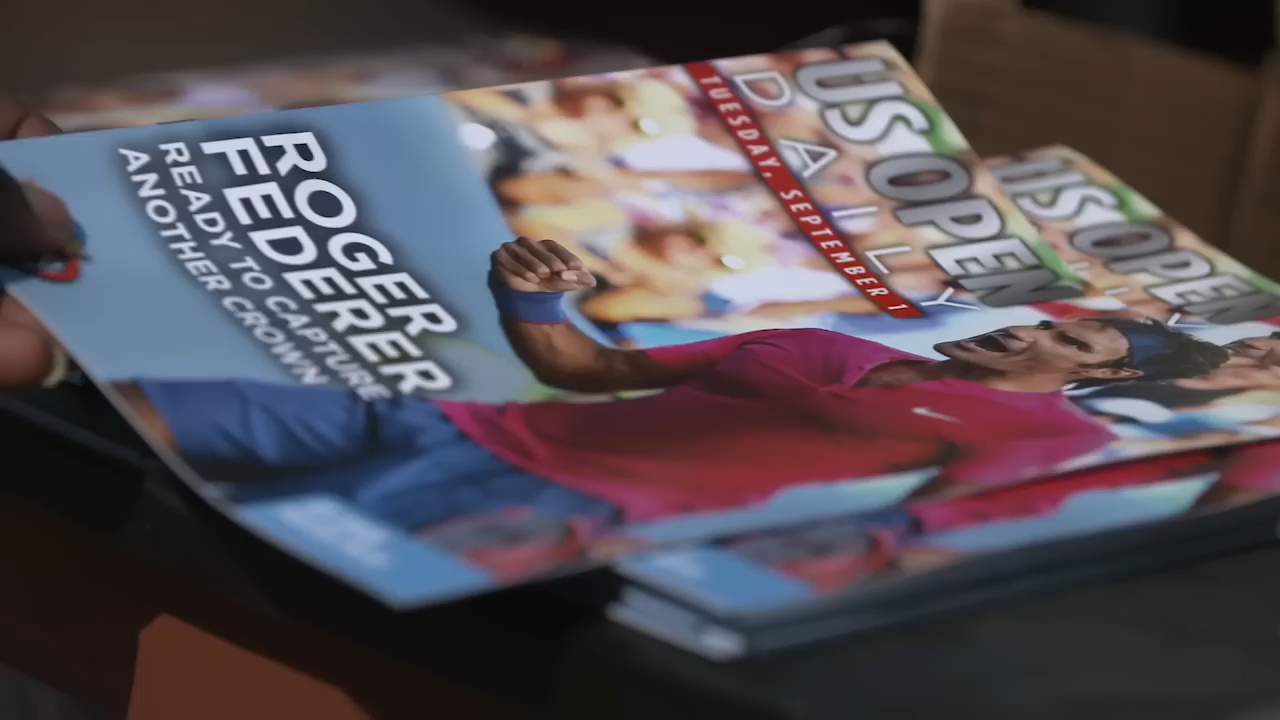 US OPEN
DAILY
TUESDAY, SEPTEMBER 1
ROGER
FEDERER
READY TO CAPTURE
ANOTHER CROWN
US OPEN